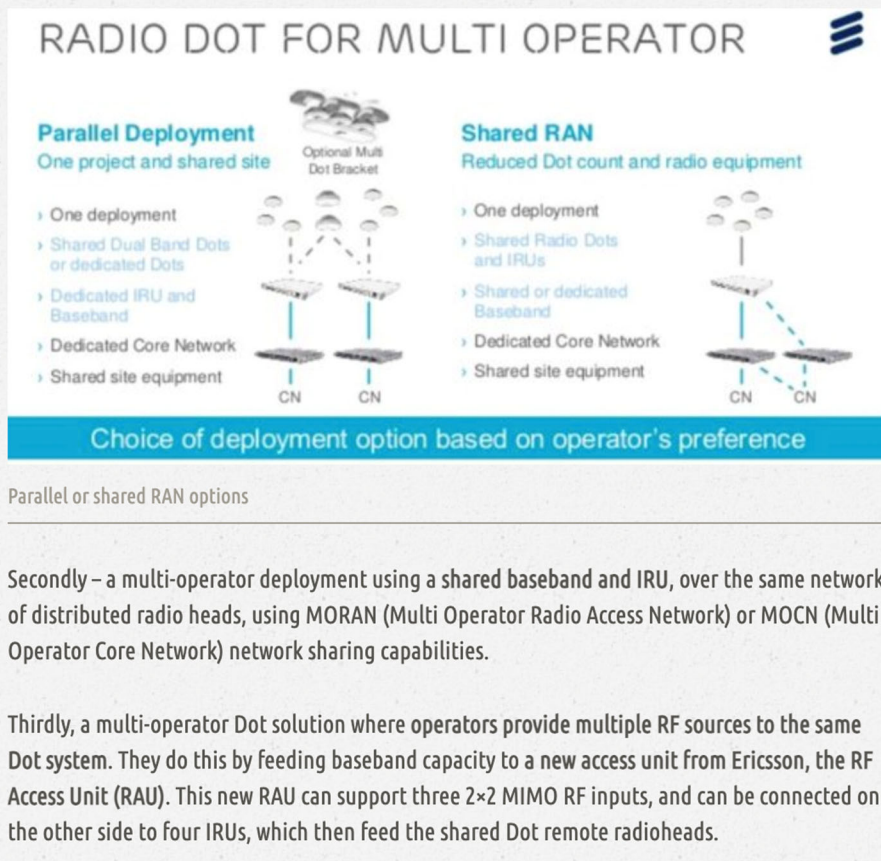 RADIO DOT FOR MULTI OPERATOR
Parallel Deployment
One project and shared site
Optional Multi
Dot Bracket
› One deployment
› Shared Dual Band Dots
or dedicated Dots
› Dedicated IRU and
Baseband
› Dedicated Core Network
› Shared site equipment
CN CN
Shared RAN
Reduced Dot count and radio equipment
› One deployment
› Shared Radio Dots
and IRUs
› Shared or dedicated
Baseband
› Dedicated Core Network
› Shared site equipment
CN CN
Choice of deployment option based on operator's preference
Parallel or shared RAN options
Secondly – a multi-operator deployment using a shared baseband and IRU, over the same network
of distributed radio heads, using MORAN (Multi Operator Radio Access Network) or MOCN (Multi
Operator Core Network) network sharing capabilities.
Thirdly, a multi-operator Dot solution where operators provide multiple RF sources to the same
Dot system. They do this by feeding baseband capacity to a new access unit from Ericsson, the RF
Access Unit (RAU). This new RAU can support three 2×2 MIMO RF inputs, and can be connected on
the other side to four IRUs, which then feed the shared Dot remote radioheads.